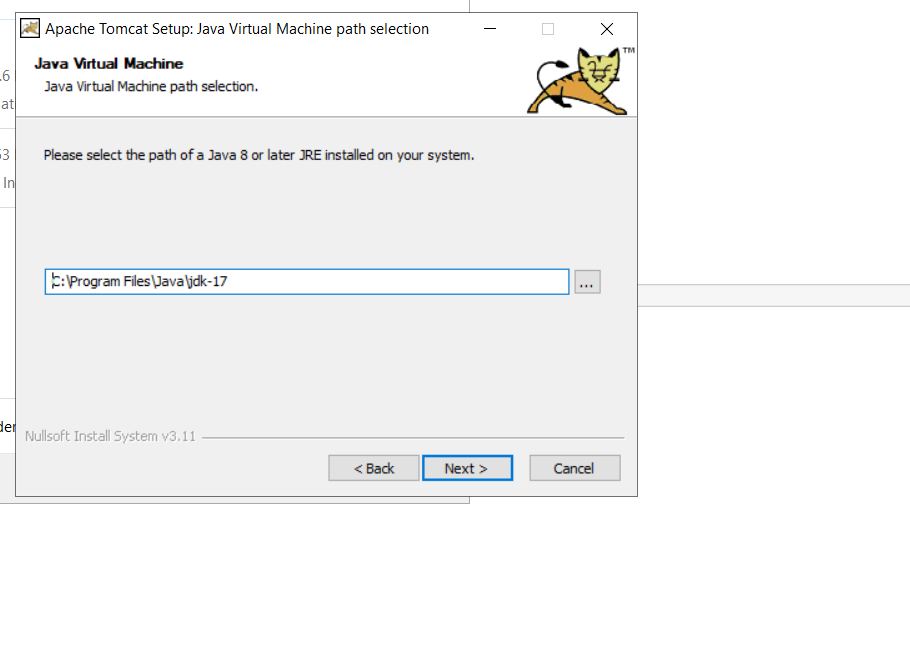 Apache Tomcat Setup: Java Virtual Machine path selection
Java Virtual Machine
Java Virtual Machine path selection.
TM
.6
at
Please select the path of a Java 8 or later JRE installed on your system.
53
In
C:\Program Files\Java\jdk-17
...
der
Nullsoft Install System v3.11
< Back
Next >
Cancel